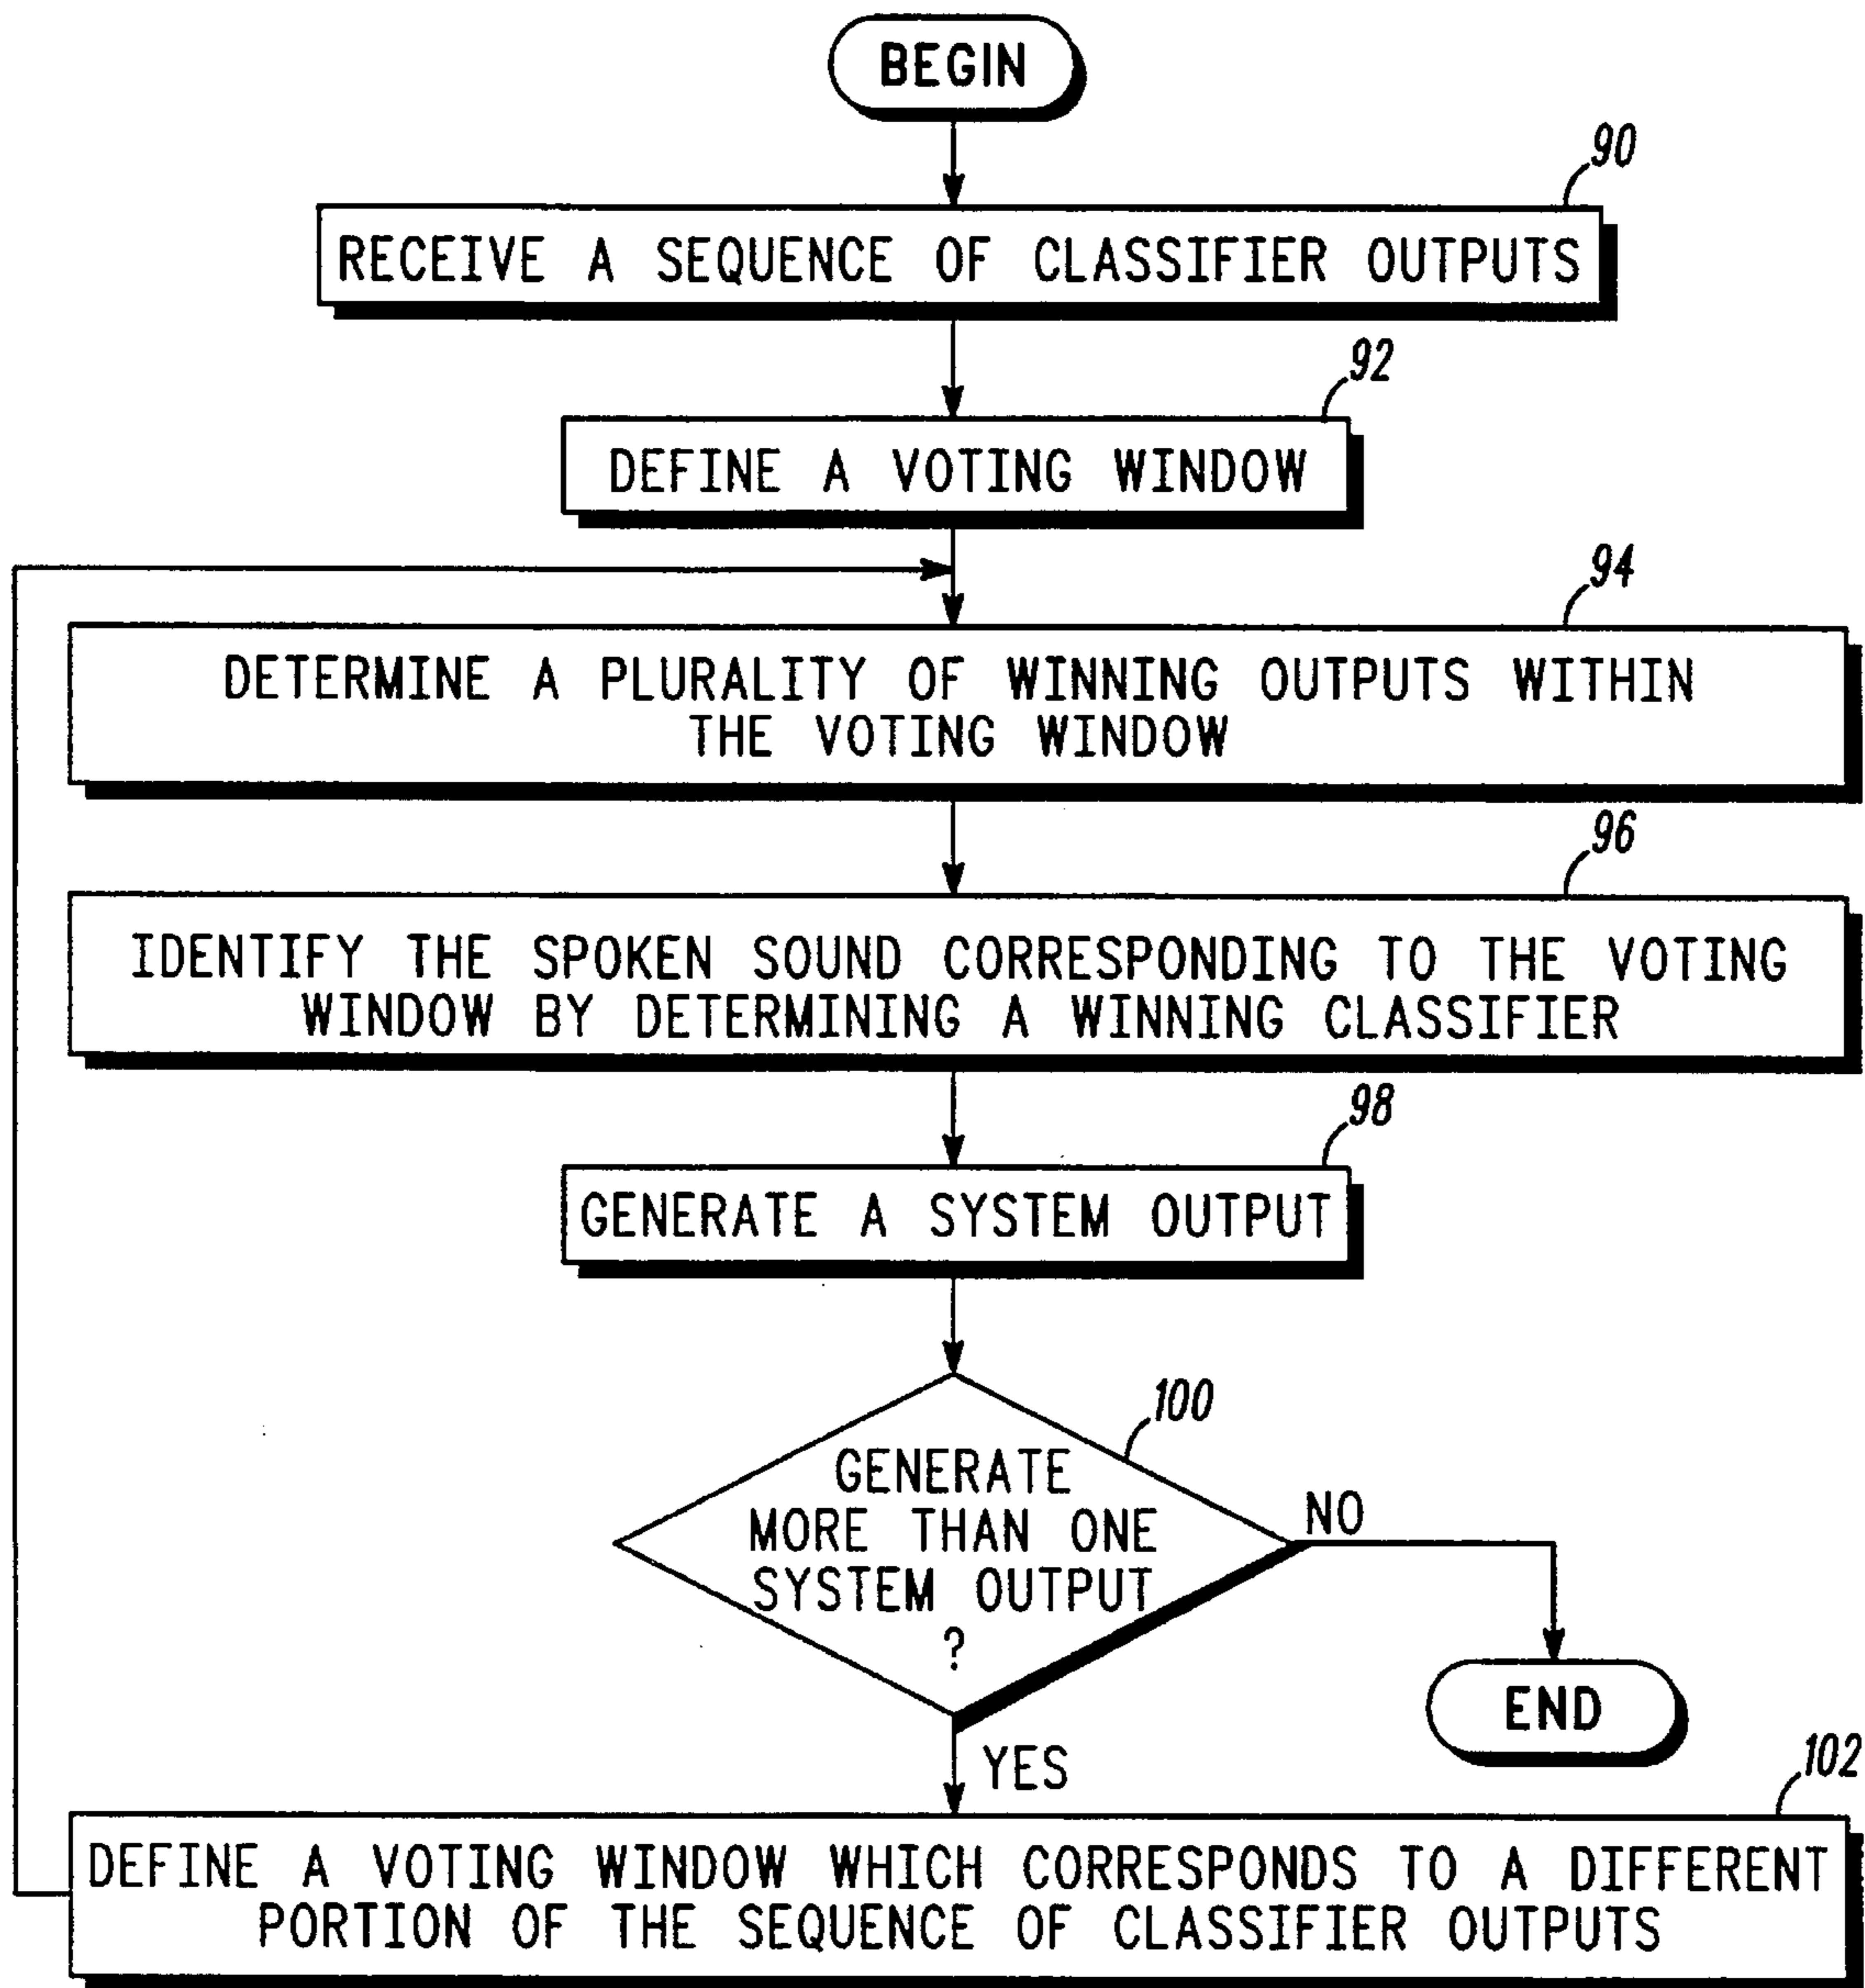 BEGIN
90
RECEIVE A SEQUENCE OF CLASSIFIER OUTPUTS
92
DEFINE A VOTING WINDOW
94
DETERMINE A PLURALITY OF WINNING OUTPUTS WITHIN
THE VOTING WINDOW
96
IDENTIFY THE SPOKEN SOUND CORRESPONDING TO THE VOTING
WINDOW BY DETERMINING A WINNING CLASSIFIER
98
GENERATE A SYSTEM OUTPUT
100
GENERATE
MORE THAN ONE
SYSTEM OUTPUT
?
NO
END
YES
102
DEFINE A VOTING WINDOW WHICH CORRESPONDS TO A DIFFERENT
PORTION OF THE SEQUENCE OF CLASSIFIER OUTPUTS